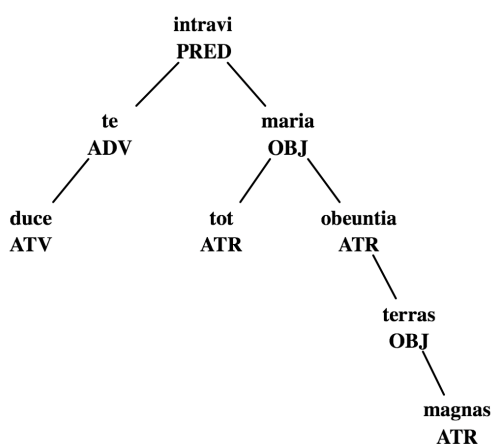 intravi
PRED
te
ADV
maria
OBJ
duce
ATV
tot
ATR
obeuntia
ATR
terras
OBJ
magnas
ATR